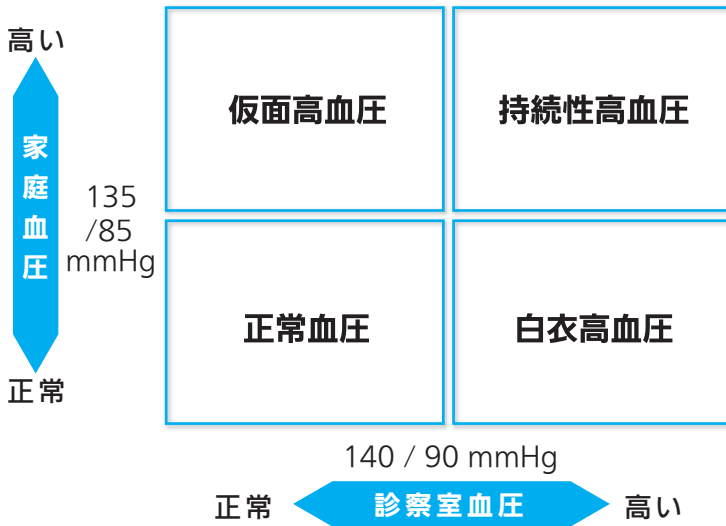 高い
仮面高血圧
持続性高血圧
家庭血圧
135
/85
mmHg
正常血圧
白衣高血圧
正常
140 / 90 mmHg
正常
診察室血圧
高い